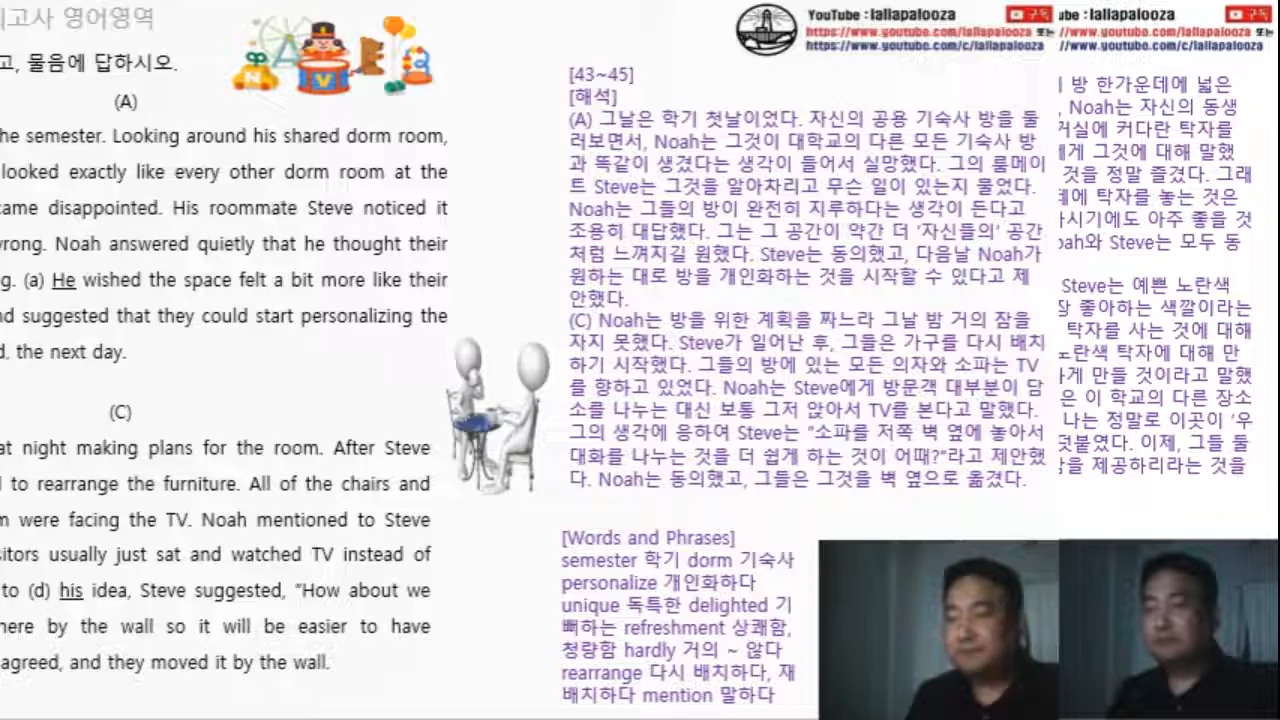 고사 영어영역
고, 물음에 답하시오.
(A)
he semester. Looking around his shared dorm room,
looked exactly like every other dorm room at the
came disappointed. His roommate Steve noticed it
wrong. Noah answered quietly that he thought their
g. (a) He wished the space felt a bit more like their
nd suggested that they could start personalizing the
d, the next day.
(C)
at night making plans for the room. After Steve
d to rearrange the furniture. All of the chairs and
m were facing the TV. Noah mentioned to Steve
sitors usually just sat and watched TV instead of
to (d) his idea, Steve suggested, "How about we
here by the wall so it will be easier to have
agreed, and they moved it by the wall.
YouTube : lallapalooza
구독
https://www.youtube.com/lallapalooza 또는
https://www.youtube.com/c/lallapalooza
[43~45]
[해석]
(A) 그날은 학기 첫날이었다. 자신의 공용 기숙사 방을 둘
러보면서, Noah는 그것이 대학교의 다른 모든 기숙사 방
과 똑같이 생겼다는 생각이 들어서 실망했다. 그의 룸메이
트 Steve는 그것을 알아차리고 무슨 일이 있는지 물었다.
Noah는 그들의 방이 완전히 지루하다는 생각이 든다고
조용히 대답했다. 그는 그 공간이 약간 더 '자신들의' 공간
처럼 느껴지길 원했다. Steve는 동의했고, 다음날 Noah가
원하는 대로 방을 개인화하는 것을 시작할 수 있다고 제
안했다.
(C) Noah는 방을 위한 계획을 짜느라 그날 밤 거의 잠을
자지 못했다. Steve가 일어난 후, 그들은 가구를 다시 배치
하기 시작했다. 그들의 방에 있는 모든 의자와 소파는 TV
를 향하고 있었다. Noah는 Steve에게 방문객 대부분이 담
소를 나누는 대신 보통 그저 앉아서 TV를 본다고 말했다.
그의 생각에 응하여 Steve는 "소파를 저쪽 벽 옆에 놓아서
대화를 나누는 것을 더 쉽게 하는 것이 어때?"라고 제안했
다. Noah는 동의했고, 그들은 그것을 벽 옆으로 옮겼다.
[Words and Phrases]
semester 학기 dorm 기숙사
personalize 개인화하다
unique 독특한 delighted 기
뻐하는 refreshment 상쾌함,
청량함 hardly 거의 ~ 않다
rearrange 다시 배치하다, 재
배치하다 mention 말하다
ube : lallapalooza
구독
//www.youtube.com/lallapalooza 또는
//www.youtube.com/c/lallapalooza
방 한가운데에 넓은
, Noah는 자신의 동생
거실에 커다란 탁자를
에게 그것에 대해 말했
것을 정말 즐겼다. 그래
데에 탁자를 놓는 것은
마시기에도 아주 좋을 것
oah와 Steve는 모두 동
Steve는 예쁜 노란색
장 좋아하는 색깔이라는
탁자를 사는 것에 대해
노란색 탁자에 대해 만
하게 만들 것이라고 말했
은 이 학교의 다른 장소
나는 정말로 이곳이 '우
덧붙였다. 이제, 그들 둘
을 제공하리라는 것을